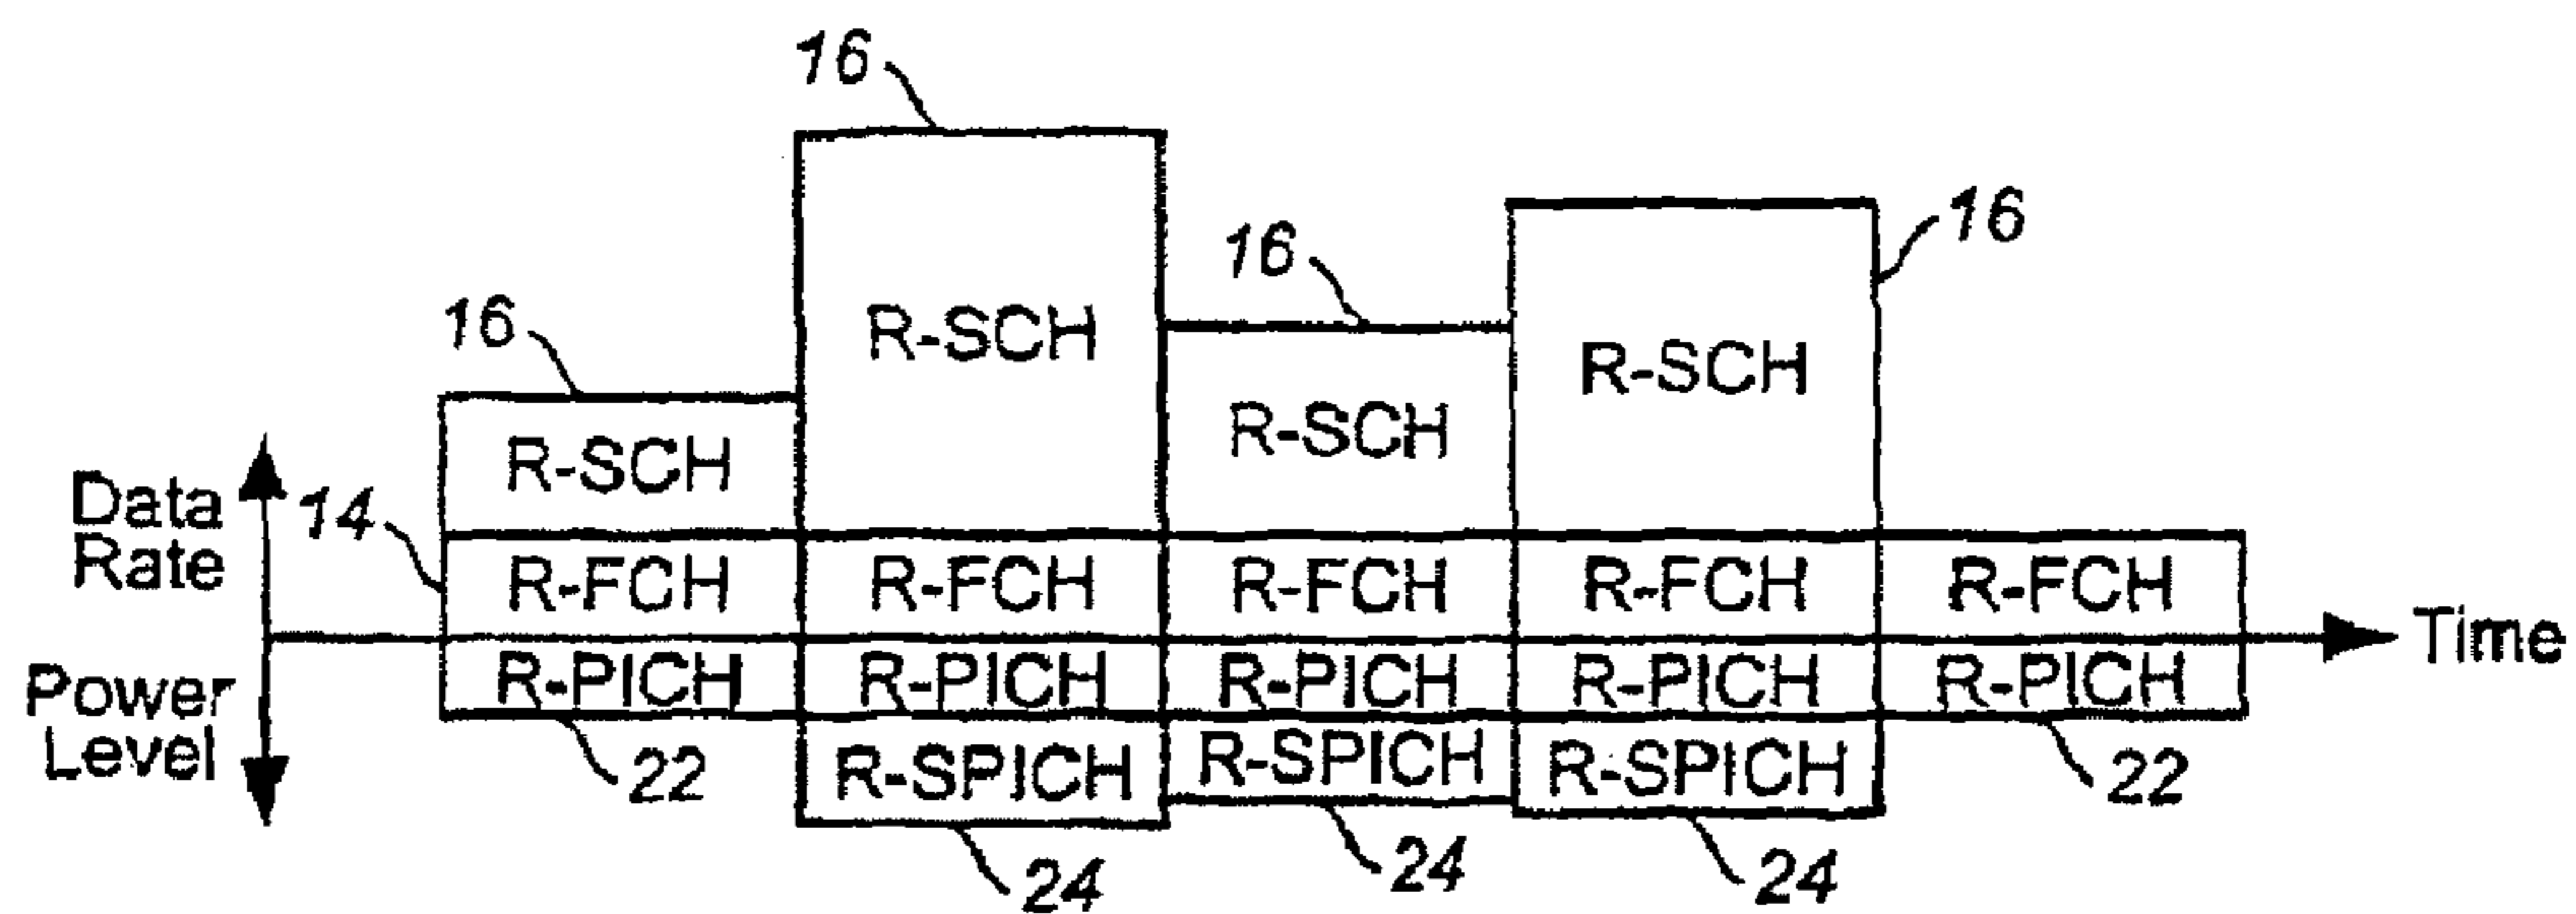 16
16
16
16
R-SCH
R-SCH
R-SCH
R-SCH
Data
Rate
14
R-FCH
R-FCH
R-FCH
R-FCH
R-FCH
Time
Power
Level
R-PICH
R-PICH
R-PICH
R-PICH
R-PICH
22
R-SPICH
R-SPICH
R-SPICH
22
24
24
24